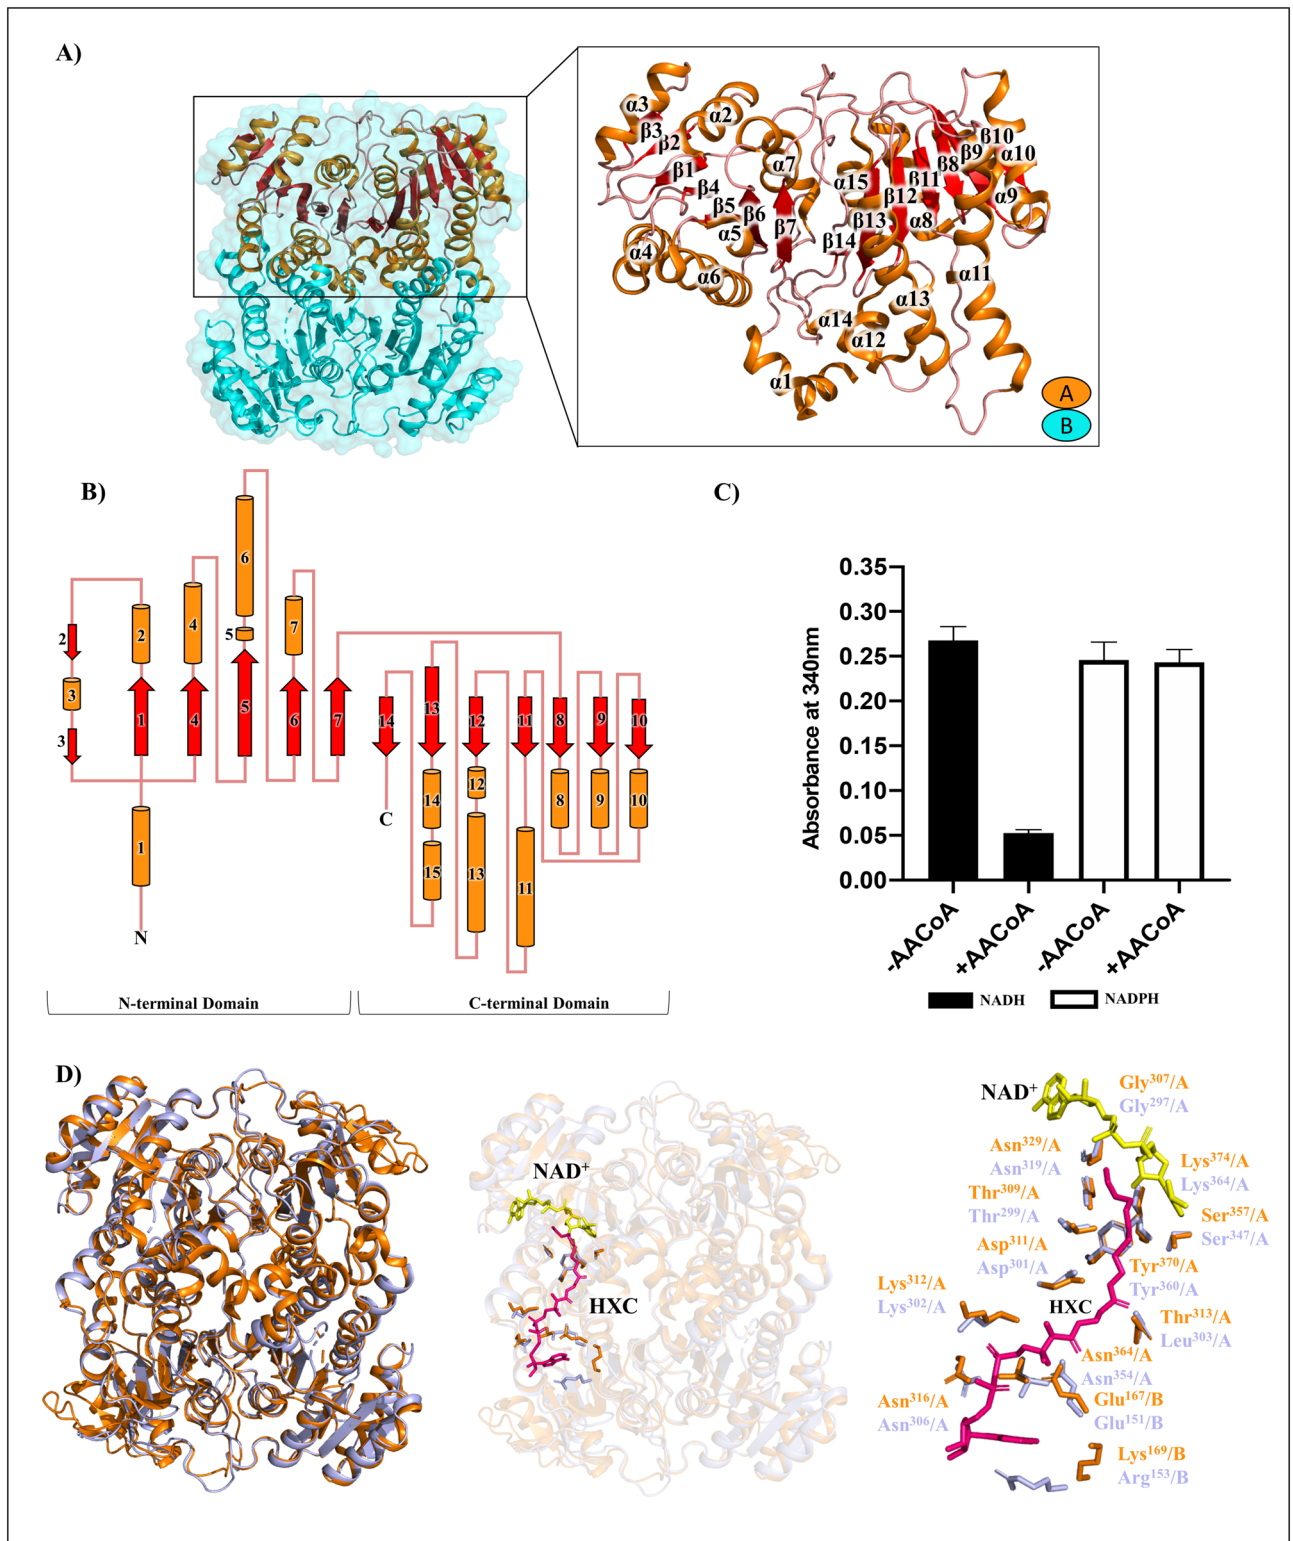 A)
α3
β3
β2
α2
β1
α7
β4
β5
β6
α5
β7
α4
α6
α15
β12
β11
β8
β9
β10
α10
α9
α8
β13
β14
α11
α13
α14
α12
α1
A
B
B)
6
4
5
7
2
2
3
3
1
4
5
6
7
14
13
12
11
8
9
10
C
14
12
8
9
10
1
15
13
11
N
N-terminal Domain
C-terminal Domain
C)
Absorbance at 340nm
0.35
0.30
0.25
0.20
0.15
0.10
0.05
0.00
-AACoA
+AACoA
-AACoA
+AACoA
NADH
NADPH
D)
NAD⁺
HXC
NAD⁺
Gly³⁰⁷/A
Gly²⁹⁷/A
Asn³²⁹/A
Asn³¹⁹/A
Lys³⁷⁴/A
Lys³⁶⁴/A
Thr³⁰⁹/A
Thr²⁹⁹/A
Ser³⁵⁷/A
Ser³⁴⁷/A
Asp³¹¹/A
Asp³⁰¹/A
Tyr³⁷⁰/A
Tyr³⁶⁰/A
Lys³¹²/A
Lys³⁰²/A
HXC
Thr³¹³/A
Leu³⁰³/A
Asn³⁶⁴/A
Asn³⁵⁴/A
Asn³¹⁶/A
Asn³⁰⁶/A
Glu¹⁶⁷/B
Glu¹⁵¹/B
Lys¹⁶⁹/B
Arg¹⁵³/B